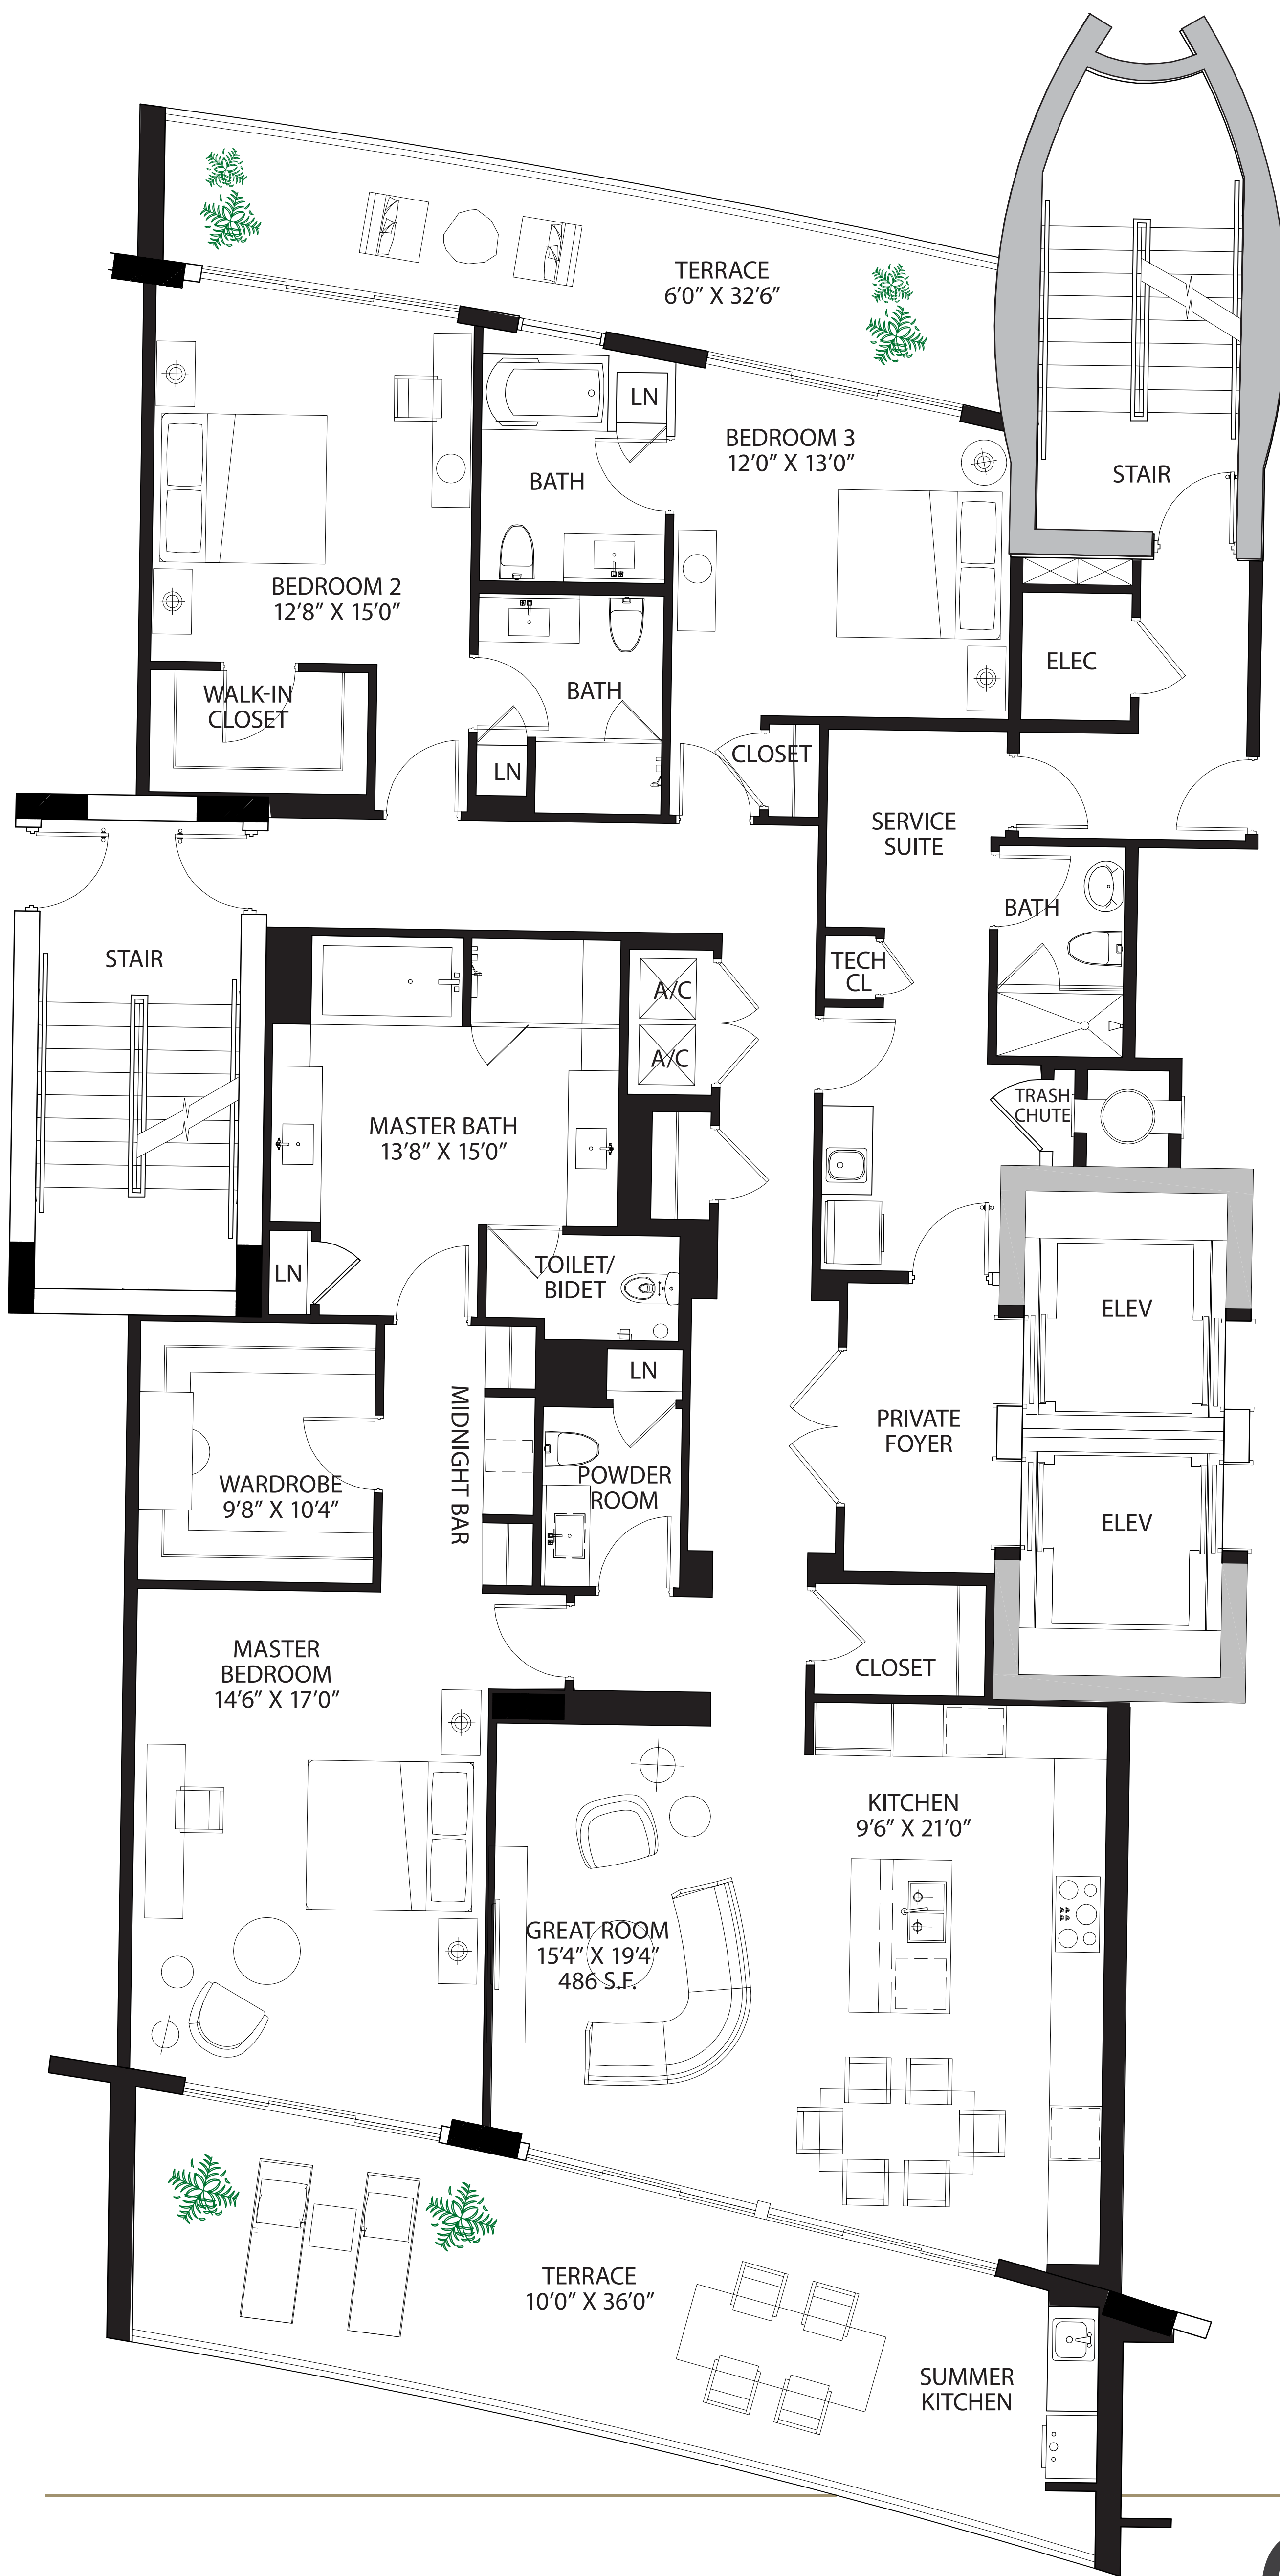 TERRACE
6'0" X 32'6"
LN
BEDROOM 3
12'0" X 13'0"
BATH
STAIR
BEDROOM 2
12'8" X 15'0"
ELEC
BATH
WALK-IN
CLOSET
CLOSET
LN
SERVICE
SUITE
BATH
STAIR
TECH
CL
A/C
A/C
TRASH
CHUTE
MASTER BATH
13'8" X 15'0"
TOILET/
BIDET
LN
ELEV
LN
MIDNIGHT BAR
PRIVATE
FOYER
POWDER
ROOM
WARDROBE
9'8" X 10'4"
ELEV
MASTER
BEDROOM
14'6" X 17'0"
CLOSET
KITCHEN
9'6" X 21'0"
GREAT ROOM
15'4" X 19'4"
486 S.F.
TERRACE
10'0" X 36'0"
SUMMER
KITCHEN